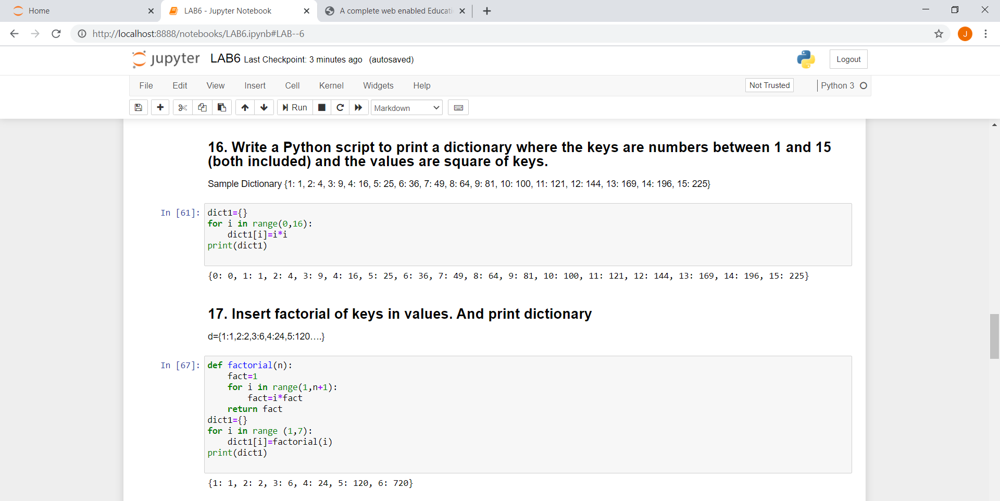 Home
LAB6 - Jupyter Notebook
A complete web enabled Educati
http://localhost:8888/notebooks/LAB6.ipynb#LAB--6
J
jupyter LAB6 Last Checkpoint: 3 minutes ago (autosaved)
Logout
File Edit View Insert Cell Kernel Widgets Help
Not Trusted
Python 3
Run
Markdown
16. Write a Python script to print a dictionary where the keys are numbers between 1 and 15
(both included) and the values are square of keys.
Sample Dictionary {1: 1, 2: 4, 3: 9, 4: 16, 5: 25, 6: 36, 7: 49, 8: 64, 9: 81, 10: 100, 11: 121, 12: 144, 13: 169, 14: 196, 15: 225}
In [61]: dict1={}
for i in range(0,16):
    dict1[i]=i*i
print(dict1)
{0: 0, 1: 1, 2: 4, 3: 9, 4: 16, 5: 25, 6: 36, 7: 49, 8: 64, 9: 81, 10: 100, 11: 121, 12: 144, 13: 169, 14: 196, 15: 225}
17. Insert factorial of keys in values. And print dictionary
d={1:1,2:2,3:6,4:24,5:120….}
In [67]: def factorial(n):
    fact=1
    for i in range(1,n+1):
        fact=i*fact
    return fact
dict1={}
for i in range (1,7):
    dict1[i]=factorial(i)
print(dict1)
{1: 1, 2: 2, 3: 6, 4: 24, 5: 120, 6: 720}